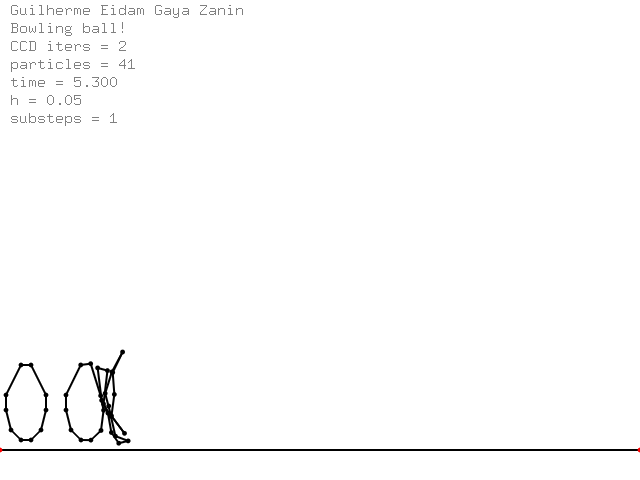 Guilherme Eidam Gaya Zanin
Bowling ball!
CCD iters = 2
particles = 41
time = 5.300
h = 0.05
substeps = 1